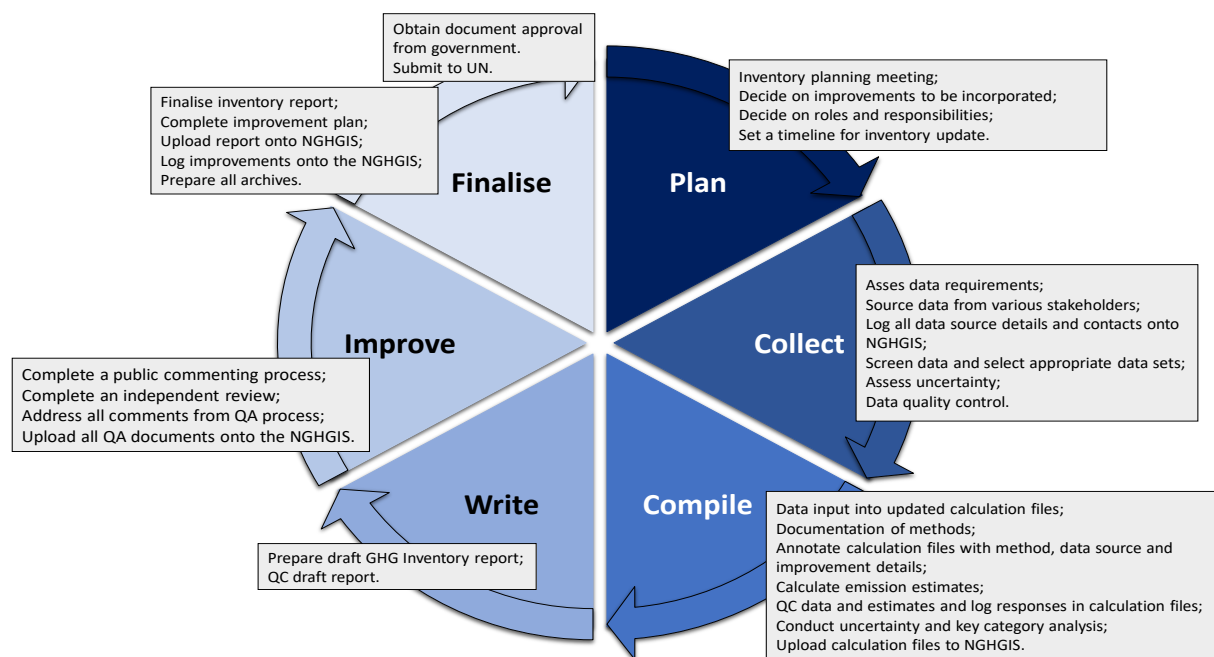 Obtain document approval
from government.
Submit to UN.
Finalise inventory report;
Complete improvement plan;
Upload report onto NGHGIS;
Log improvements onto the NGHGIS;
Prepare all archives.
Finalise
Plan
Inventory planning meeting;
Decide on improvements to be incorporated;
Decide on roles and responsibilities;
Set a timeline for inventory update.
Improve
Collect
Asses data requirements;
Source data from various stakeholders;
Log all data source details and contacts onto
NGHGIS;
Screen data and select appropriate data sets;
Assess uncertainty;
Data quality control.
Complete a public commenting process;
Complete an independent review;
Address all comments from QA process;
Upload all QA documents onto the NGHGIS.
Write
Compile
Prepare draft GHG Inventory report;
QC draft report.
Data input into updated calculation files;
Documentation of methods;
Annotate calculation files with method, data source and
improvement details;
Calculate emission estimates;
QC data and estimates and log responses in calculation files;
Conduct uncertainty and key category analysis;
Upload calculation files to NGHGIS.